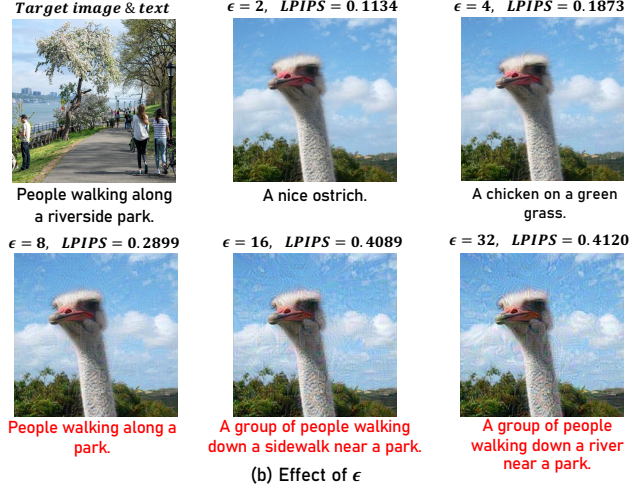 Target image & text
ϵ = 2, LPIPS = 0.1134
ϵ = 4, LPIPS = 0.1873
People walking along
a riverside park.
A nice ostrich.
A chicken on a green
grass.
ϵ = 8, LPIPS = 0.2899
ϵ = 16, LPIPS = 0.4089
ϵ = 32, LPIPS = 0.4120
People walking along a
park.
A group of people walking
down a sidewalk near a park.
A group of people
walking down a river
near a park.
(b) Effect of ϵ